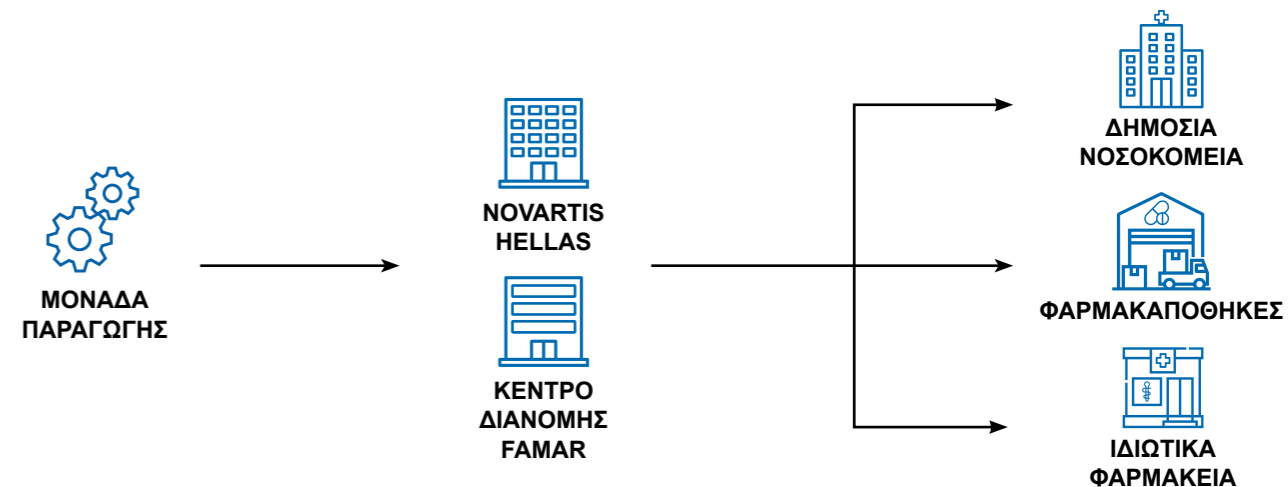 ΜΟΝΑΔΑ
ΠΑΡΑΓΩΓΗΣ
NOVARTIS
HELLAS
ΚΕΝΤΡΟ
ΔΙΑΝΟΜΗΣ
FAMAR
ΔΗΜΟΣΙΑ
ΝΟΣΟΚΟΜΕΙΑ
ΦΑΡΜΑΚΑΠΟΘΗΚΕΣ
ΙΔΙΩΤΙΚΑ
ΦΑΡΜΑΚΕΙΑ